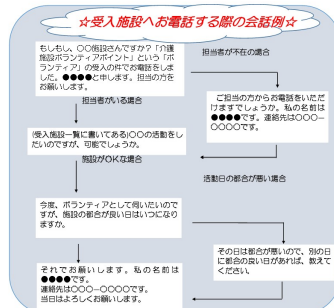 ☆受入施設へお電話する際の会話例☆
もしもし、〇〇施設さんですか？「介護
施設ボランティアポイント」という「ボ
ランティア」の受入の件でお電話をしま
した。●●●●と申します。担当の方を
お願いします。
担当者が不在の場合
担当者がいる場合
ご担当の方からお電話をいただ
けますでしょうか。私の名前は
●●●●です。連絡先は〇〇〇－
〇〇〇〇です。
(受入施設一覧に書いてある)〇〇の活動をし
たいのですが、可能でしょうか。
施設がOKな場合
活動日の都合が悪い場合
今度、ボランティアとして伺いたいので
すが、施設の都合が良い日はいつになり
ますか。
その日は都合が悪いので、別の日
に都合の良い日があれば、教えて
ください。
それでお願いします。私の名前は
●●●●です。
連絡先は〇〇〇－〇〇〇〇です。
当日はよろしくお願いします。